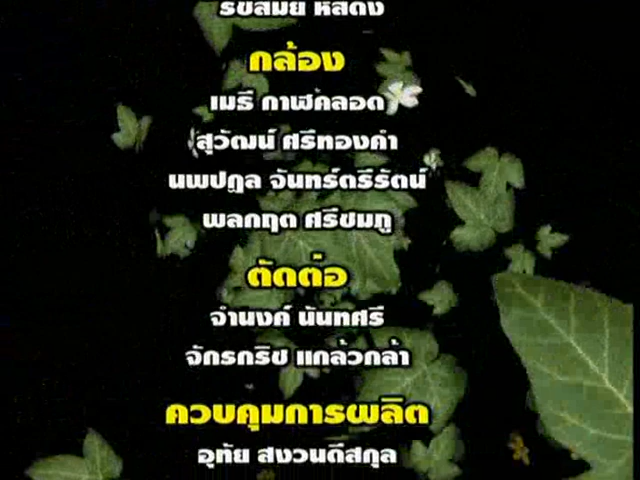 กล้อง
เมธี กาฬคลอด
สุวัฒน์ ศรีทองคำ
นพปฎล จันทร์ตรีรัตน์
พลกฤต ศรีชมภู
ตัดต่อ
จำนงค์ นันทศรี
จักรกริช แกล้วกล้า
ควบคุมการผลิต
อุทัย สงวนดีสกุล